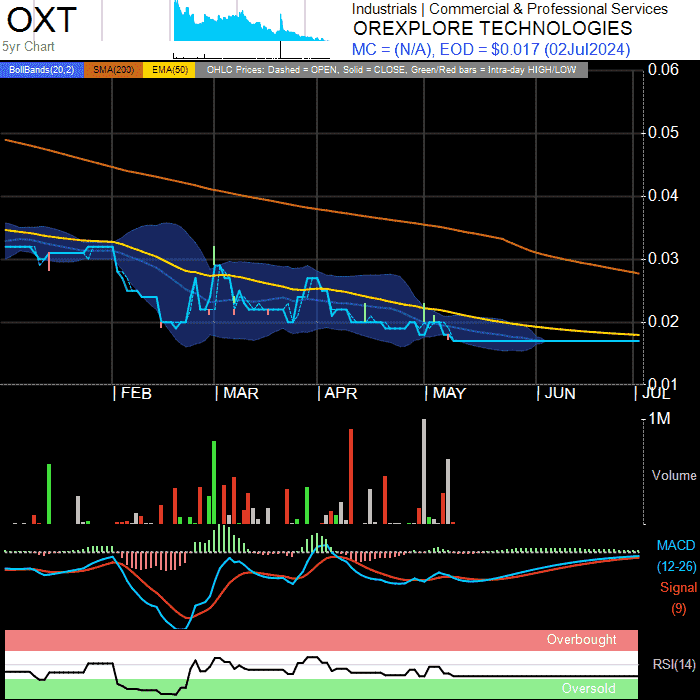 OXT
5yr Chart
Industrials | Commercial & Professional Services
OREXPLORE TECHNOLOGIES
MC = (N/A), EOD = $0.017 (02Jul2024)
BollBands(20,2) SMA(200) EMA(50) OHLC Prices: Dashed = OPEN, Solid = CLOSE, Green/Red bars = Intra-day HIGH/LOW
0.06
0.05
0.04
0.03
0.02
0.01
FEB MAR APR MAY JUN JUL
1M
Volume
MACD
(12-26)
Signal
(9)
Overbought
RSI(14)
Oversold